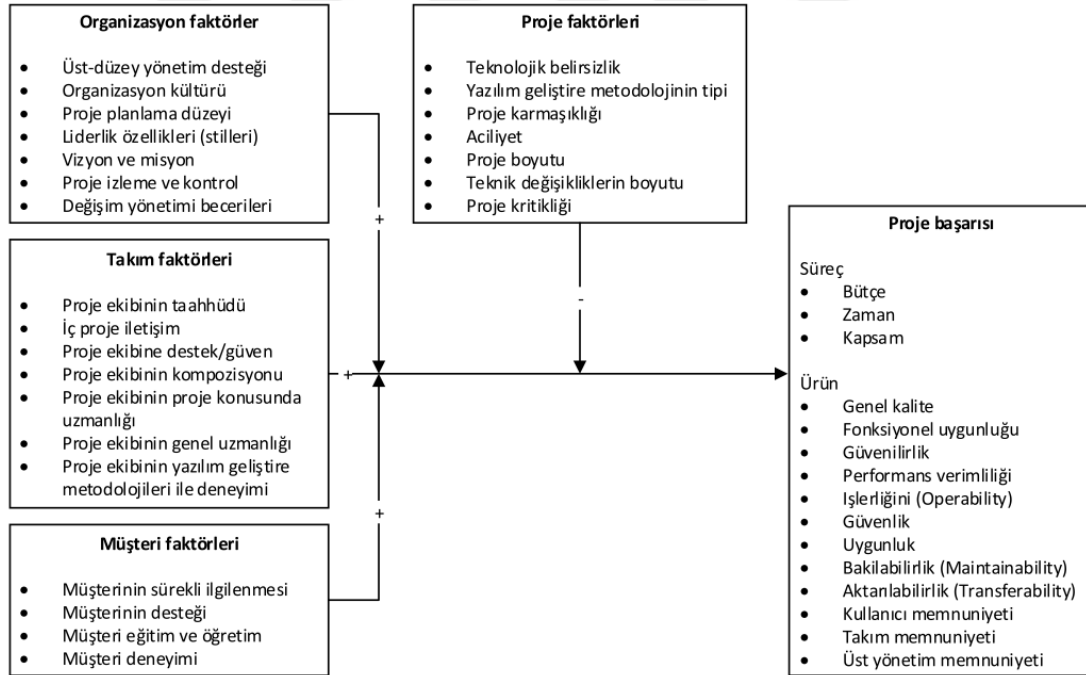 Organizasyon faktörler
• Üst-düzey yönetim desteği
• Organizasyon kültürü
• Proje planlama düzeyi
• Liderlik özellikleri (stilleri)
• Vizyon ve misyon
• Proje izleme ve kontrol
• Değişim yönetimi becerileri
+
Takım faktörleri
• Proje ekibinin taahhüdü
• İç proje iletişim
• Proje ekibine destek/güven
• Proje ekibinin kompozisyonu
• Proje ekibinin proje konusunda
uzmanlığı
• Proje ekibinin genel uzmanlığı
• Proje ekibinin yazılım geliştire
metodolojileri ile deneyimi
+
Müşteri faktörleri
• Müşterinin sürekli ilgilenmesi
• Müşterinin desteği
• Müşteri eğitim ve öğretim
• Müşteri deneyimi
+
Proje faktörleri
• Teknolojik belirsizlik
• Yazılım geliştire metodolojinin tipi
• Proje karmaşıklığı
• Aciliyet
• Proje boyutu
• Teknik değişikliklerin boyutu
• Proje kritikliği
-
Proje başarısı
Süreç
• Bütçe
• Zaman
• Kapsam
Ürün
• Genel kalite
• Fonksiyonel uygunluğu
• Güvenilirlik
• Performans verimliliği
• Işlerliğini (Operability)
• Güvenlik
• Uygunluk
• Bakilabilirlik (Maintainability)
• Aktarılabilirlik (Transferability)
• Kullanıcı memnuniyeti
• Takım memnuniyeti
• Üst yönetim memnuniyeti